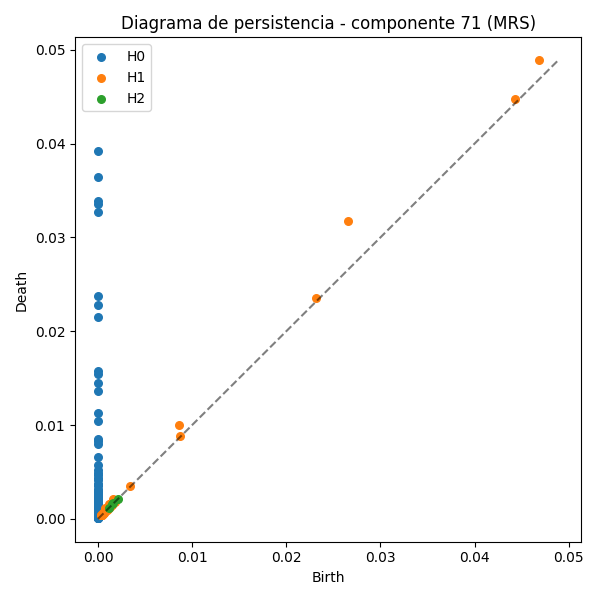 Diagrama de persistencia - componente 71 (MRS)
H0
H1
H2
0.05
0.04
0.03
0.02
0.01
0.00
Death
0.00 0.01 0.02 0.03 0.04 0.05
Birth